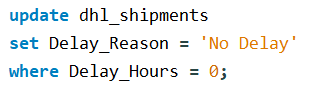 update dhl_shipments
set Delay_Reason = 'No Delay'
where Delay_Hours = 0;